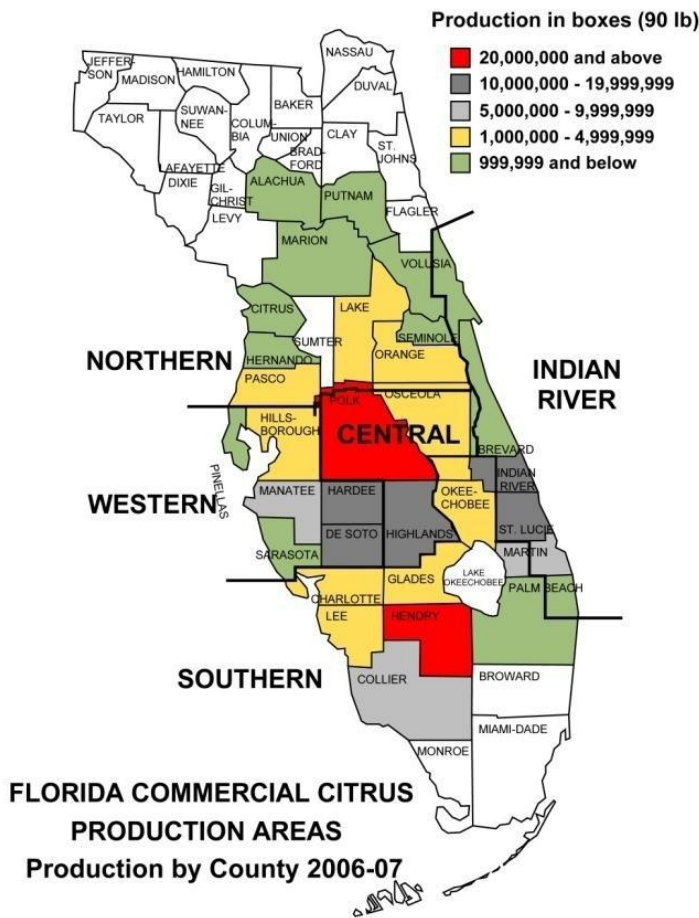 Production in boxes (90 lb)
20,000,000 and above
10,000,000 - 19,999,999
5,000,000 - 9,999,999
1,000,000 - 4,999,999
999,999 and below
NASSAU
JEFFER-
SON
MADISON
HAMILTON
DUVAL
BAKER
SUWAN-
NEE
TAYLOR
COLUM-
BIA
UNION
BRAD-
FORD
CLAY
ST.
JOHNS
LAFAYETTE
DIXIE
GIL-
CHRIST
ALACHUA
PUTNAM
LEVY
FLAGLER
MARION
VOLUSIA
CITRUS
LAKE
SUMTER
SEMINOLE
HERNANDO
ORANGE
NORTHERN
PASCO
INDIAN
RIVER
OSCEOLA
POLK
HILLS-
BOROUGH
CENTRAL
BREVARD
PINELLAS
INDIAN
RIVER
MANATEE
HARDEE
OKEE-
CHOBEE
WESTERN
DE SOTO
HIGHLANDS
ST. LUCIE
SARASOTA
MARTIN
LAKE
OKEECHOBEE
GLADES
PALM BEACH
CHARLOTTE
LEE
HENDRY
SOUTHERN
COLLIER
BROWARD
MIAMI-DADE
MONROE
FLORIDA COMMERCIAL CITRUS
PRODUCTION AREAS
Production by County 2006-07